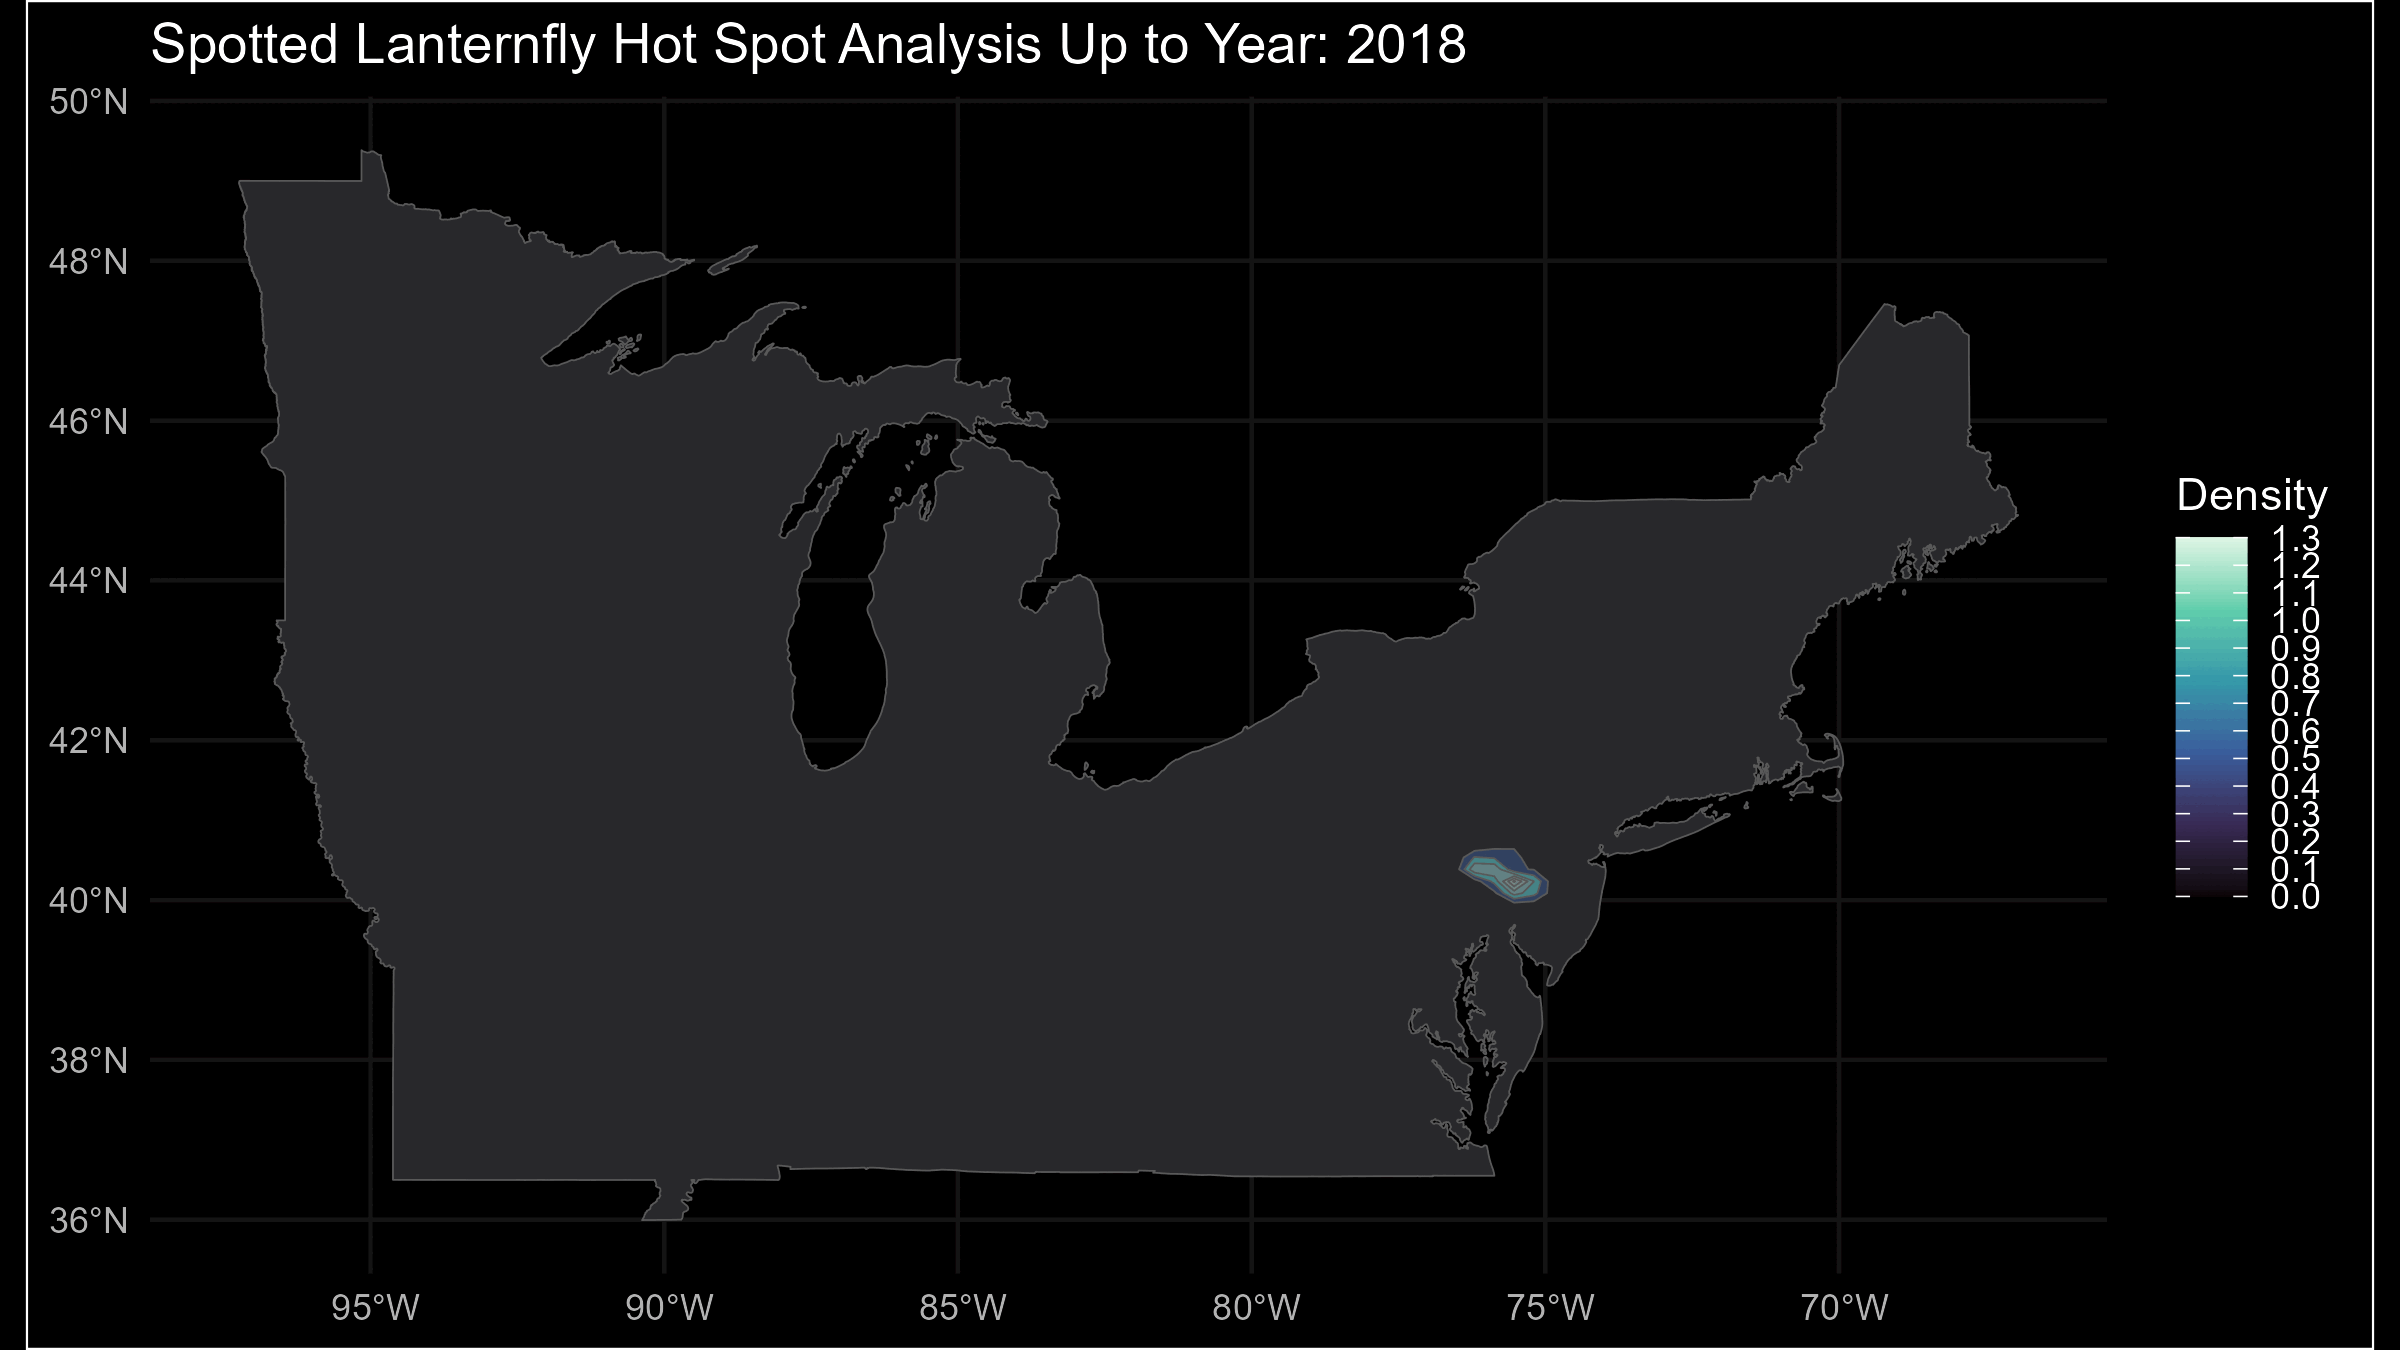 Spotted Lanternfly Hot Spot Analysis Up to Year: 2018
50°N
48°N
46°N
44°N
42°N
40°N
38°N
36°N
95°W
90°W
85°W
80°W
75°W
70°W
Density
1.3
1.2
1.1
1.0
0.9
0.8
0.7
0.6
0.5
0.4
0.3
0.2
0.1
0.0